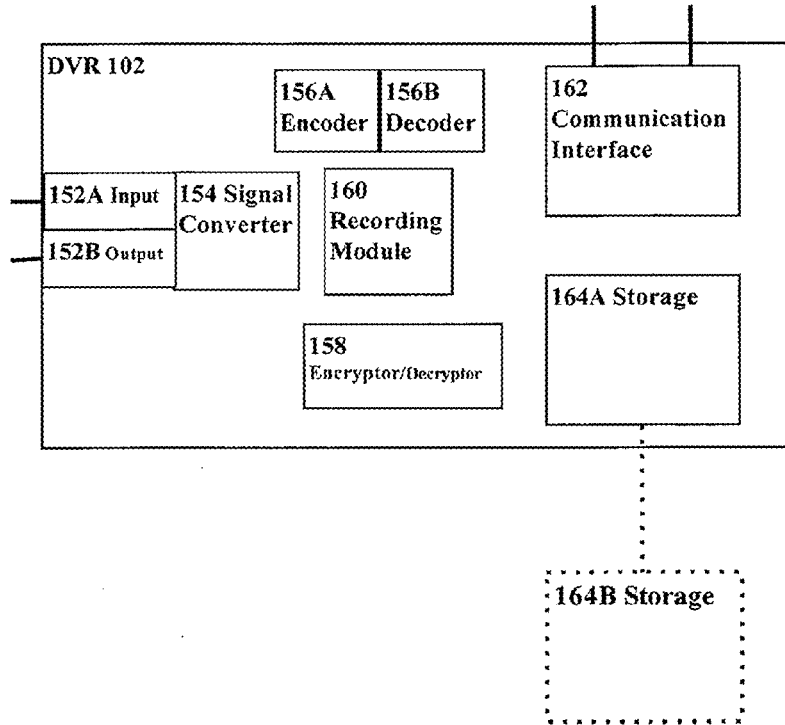 DVR 102
156A
Encoder
156B
Decoder
162
Communication
Interface
152A Input
154 Signal
Converter
160
Recording
Module
152B Output
164A Storage
158
Encryptor/Decryptor
164B Storage